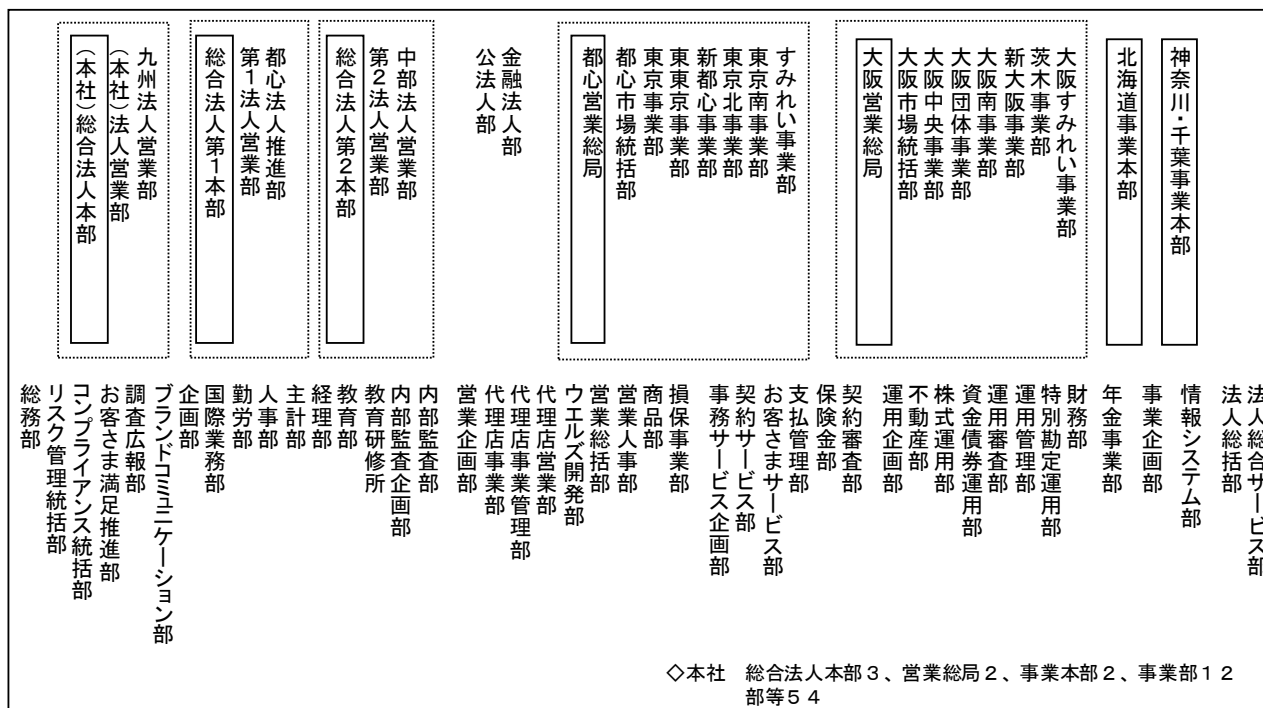 （本社）総合法人本部
（本社）法人営業部
九州法人営業部
総合法人第１本部
第１法人営業部
都心法人推進部
総合法人第２本部
第２法人営業部
中部法人営業部
公法人部
金融法人部
都心営業総局
都心市場統括部
東京事業部
東東京事業部
新都心事業部
東京北事業部
東京南事業部
すみれい事業部
大阪営業総局
大阪市場統括部
大阪中央事業部
大阪団体事業部
大阪南事業部
新大阪事業部
茨木事業部
大阪すみれい事業部
北海道事業本部
神奈川・千葉事業本部
総務部
リスク管理統括部
コンプライアンス統括部
お客さま満足推進部
調査広報部
ブランドコミュニケーション部
企画部
国際業務部
勤労部
人事部
主計部
経理部
教育部
教育研修所
内部監査企画部
内部監査部
営業企画部
代理店事業部
代理店事業管理部
代理店営業部
ウエルズ開発部
営業総括部
営業人事部
商品部
損保事業部
事務サービス企画部
契約サービス部
お客さまサービス部
支払管理部
保険金部
契約審査部
運用企画部
不動産部
株式運用部
資金債券運用部
運用審査部
運用管理部
特別勘定運用部
財務部
年金事業部
事業企画部
情報システム部
法人総括部
法人総合サービス部
◇本社　総合法人本部３、営業総局２、事業本部２、事業部１２
部等５４